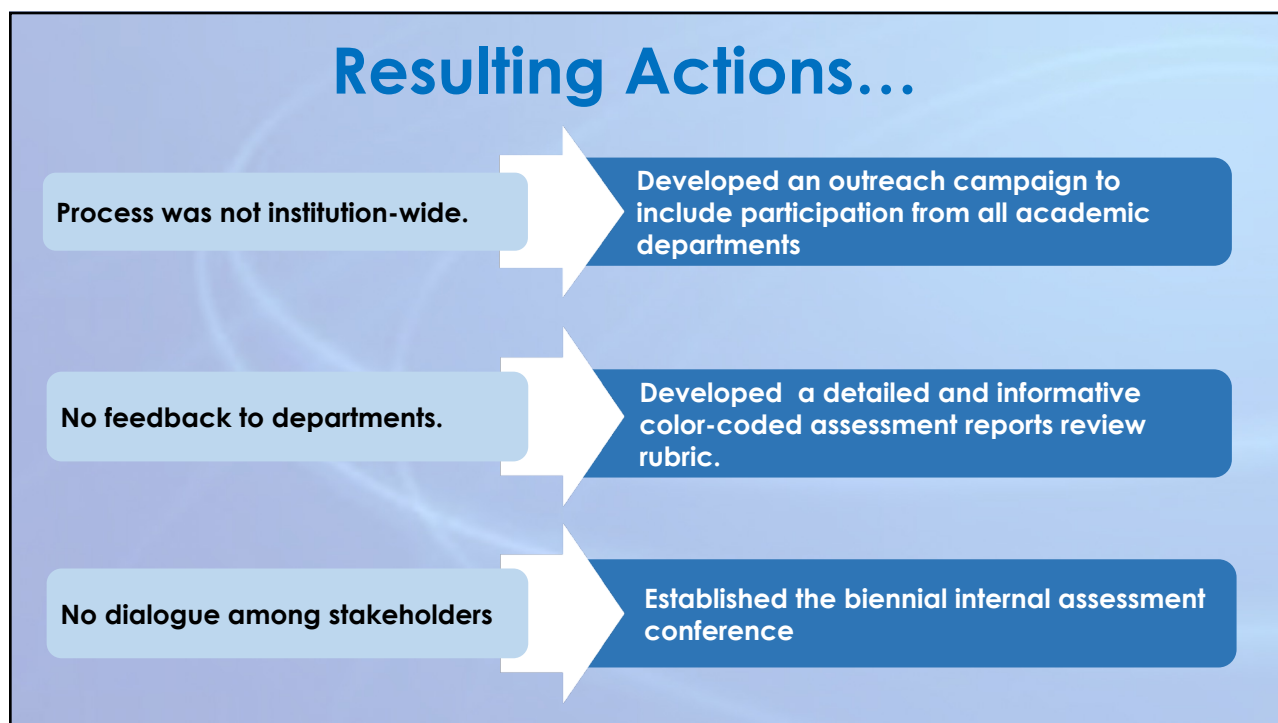 Resulting Actions...
Process was not institution-wide.
Developed an outreach campaign to
include participation from all academic
departments
No feedback to departments.
Developed  a detailed and informative
color-coded assessment reports review
rubric.
No dialogue among stakeholders
Established the biennial internal assessment
conference